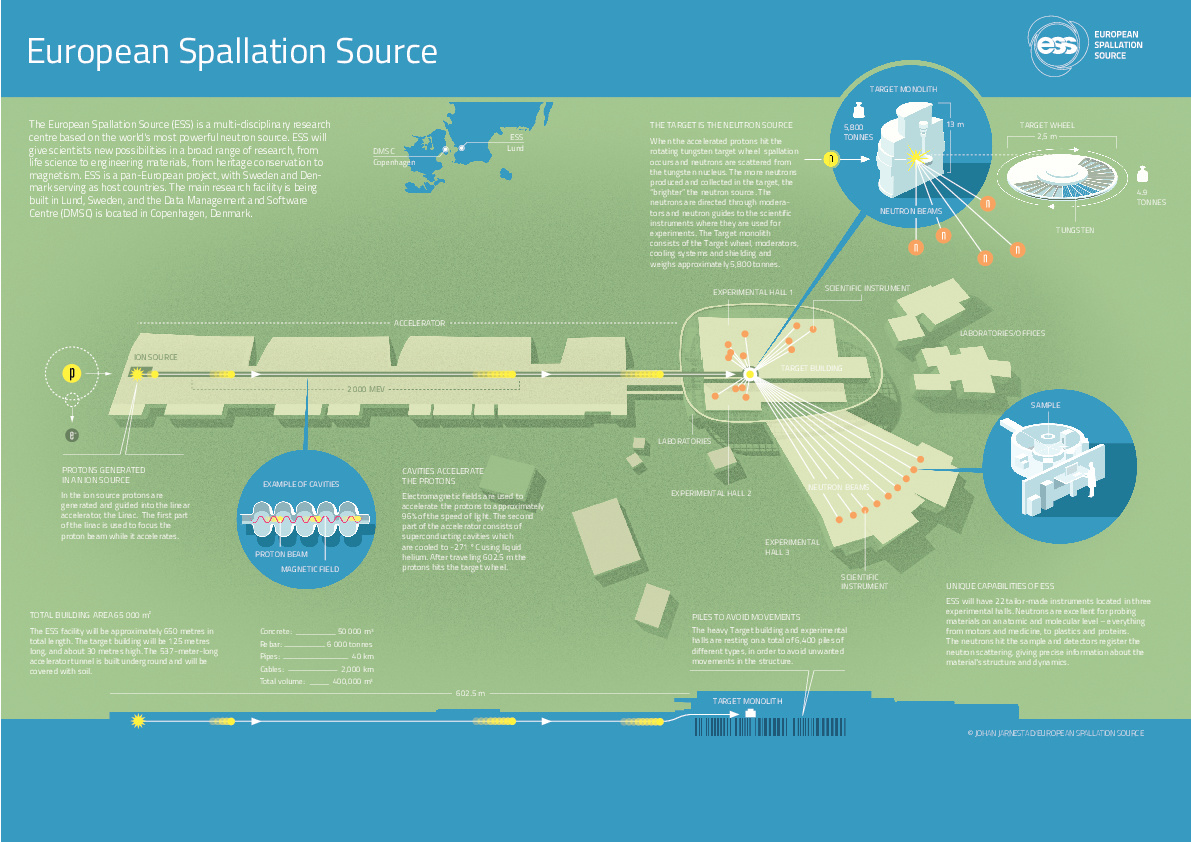 European Spallation Source
ess
EUROPEAN
SPALLATION
SOURCE
The European Spallation Source (ESS) is a multi-disciplinary research
centre based on the world's most powerful neutron source. ESS will
give scientists new possibilities in a broad range of research, from
life science to engineering materials, from heritage conservation to
magnetism. ESS is a pan-European project, with Sweden and Den-
mark serving as host countries. The main research facility is being
built in Lund, Sweden, and the Data Management and Software
Centre (DMSC) is located in Copenhagen, Denmark.
DMSC
Copenhagen
ESS
Lund
THE TARGET IS THE NEUTRON SOURCE
When the accelerated protons hit the
rotating tungsten target wheel spallation
occurs and neutrons are scattered from
the tungsten nucleus. The more neutrons
produced and collected in the target, the
"brighter" the neutron source. The
neutrons are directed through modera-
tors and neutron guides to the scientific
instruments where they are used for
experiments. The Target monolith
consists of the Target wheel, moderators,
cooling systems and shielding and
weighs approximately 5,800 tonnes.
TARGET MONOLITH
5,800
TONNES
13 m
NEUTRON BEAMS
n
n
n
n
n
TARGET WHEEL
2,5 m
4,9
TONNES
TUNGSTEN
EXPERIMENTAL HALL 1
SCIENTIFIC INSTRUMENT
ACCELERATOR
LABORATORIES/OFFICES
ION SOURCE
p
2 000 MEV
TARGET BUILDING
e-
SAMPLE
LABORATORIES
PROTONS GENERATED
IN AN ION SOURCE
In the ion source protons are
generated and guided into the linear
accelerator, the Linac. The first part
of the linac is used to focus the
proton beam while it accelerates.
EXAMPLE OF CAVITIES
PROTON BEAM
MAGNETIC FIELD
CAVITIES ACCELERATE
THE PROTONS
Electromagnetic fields are used to
accelerate the protons to approximately
96% of the speed of light. The second
part of the accelerator consists of
superconducting cavities which
are cooled to -271 °C using liquid
helium. After traveling 602.5 m the
protons hits the target wheel.
EXPERIMENTAL HALL 2
NEUTRON BEAMS
EXPERIMENTAL
HALL 3
SCIENTIFIC
INSTRUMENT
UNIQUE CAPABILITIES OF ESS
ESS will have 22 tailor-made instruments located in three
experimental halls. Neutrons are excellent for probing
materials on an atomic and molecular level – everything
from motors and medicine, to plastics and proteins.
The neutrons hit the sample and detectors register the
neutron scattering, giving precise information about the
material's structure and dynamics.
TOTAL BUILDING AREA 65 000 m²
The ESS facility will be approximately 650 metres in
total length. The target building will be 125 metres
long, and about 30 metres high. The 537-meter-long
accelerator tunnel is built underground and will be
covered with soil.
Concrete: 50 000 m³
Rebar: 6 000 tonnes
Pipes: 40 km
Cables: 2,000 km
Total volume: 400,000 m³
PILES TO AVOID MOVEMENTS
The heavy Target building and experimental
halls are resting on a total of 6,400 piles of
different types, in order to avoid unwanted
movements in the structure.
602.5 m
TARGET MONOLITH
© JOHAN JARNESTAD/EUROPEAN SPALLATION SOURCE